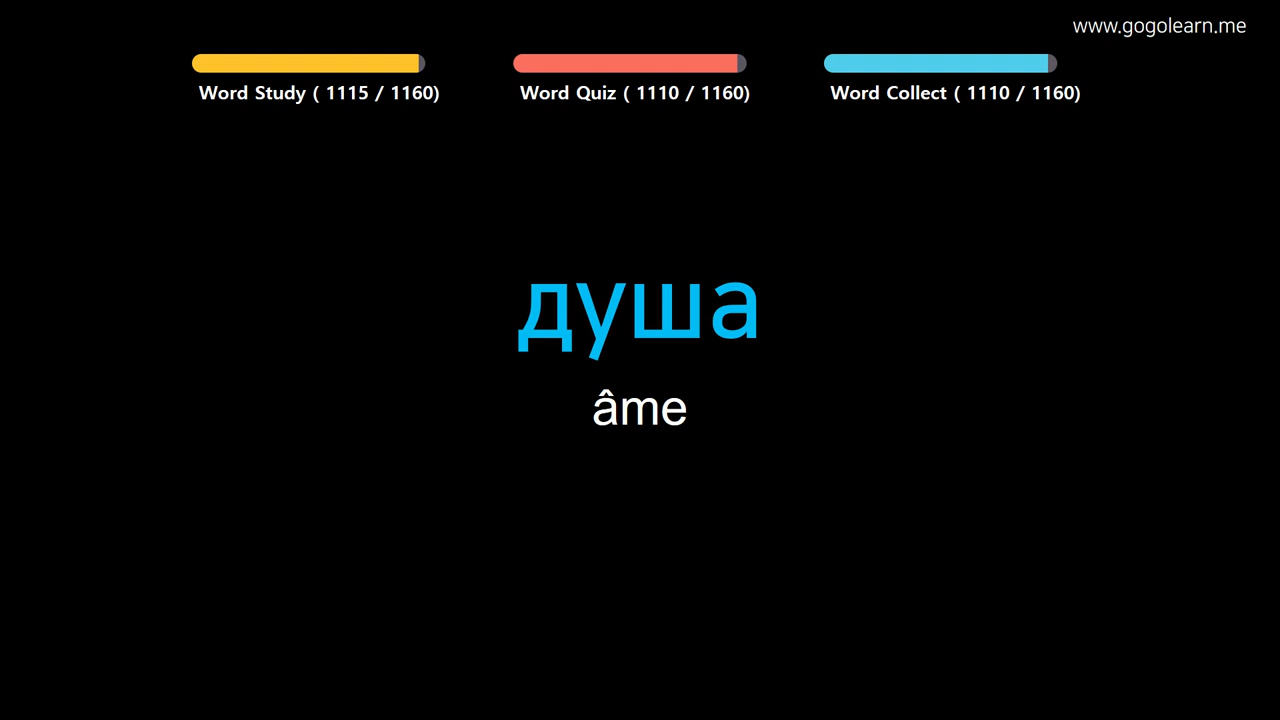 www.gogolearn.me
Word Study ( 1115 / 1160)
Word Quiz ( 1110 / 1160)
Word Collect ( 1110 / 1160)
душа
âme